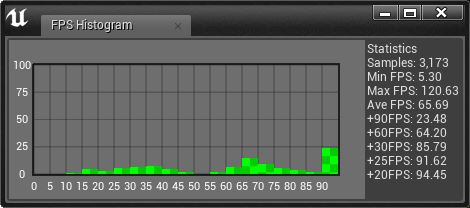 FPS Histogram
100
75
50
25
0
0 5 10 15 20 25 30 35 40 45 50 55 60 65 70 75 80 85 90
Statistics
Samples: 3,173
Min FPS: 5.30
Max FPS: 120.63
Ave FPS: 65.69
+90FPS: 23.48
+60FPS: 64.20
+30FPS: 85.79
+25FPS: 91.62
+20FPS: 94.45